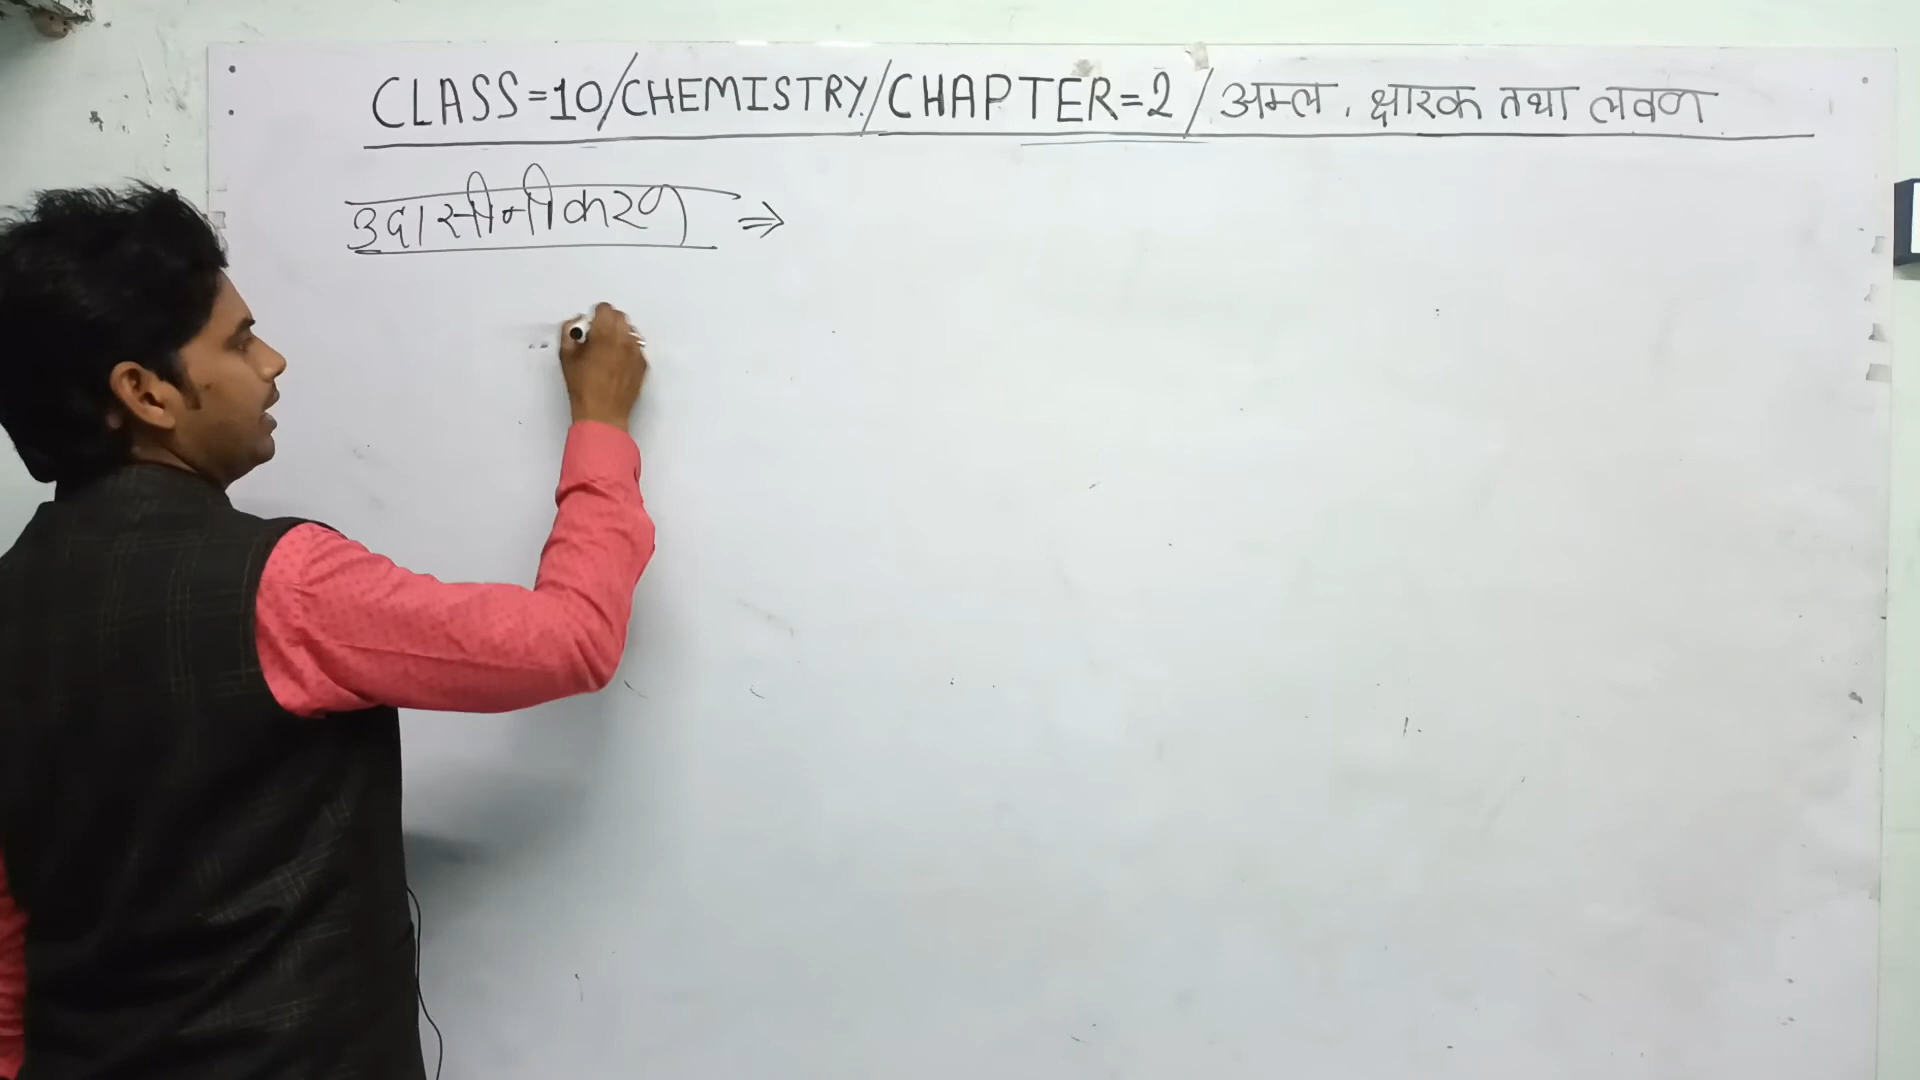 CLASS=10/CHEMISTRY/CHAPTER=2/अम्ल, क्षारक तथा लवण
उदासीनीकरण ⇒